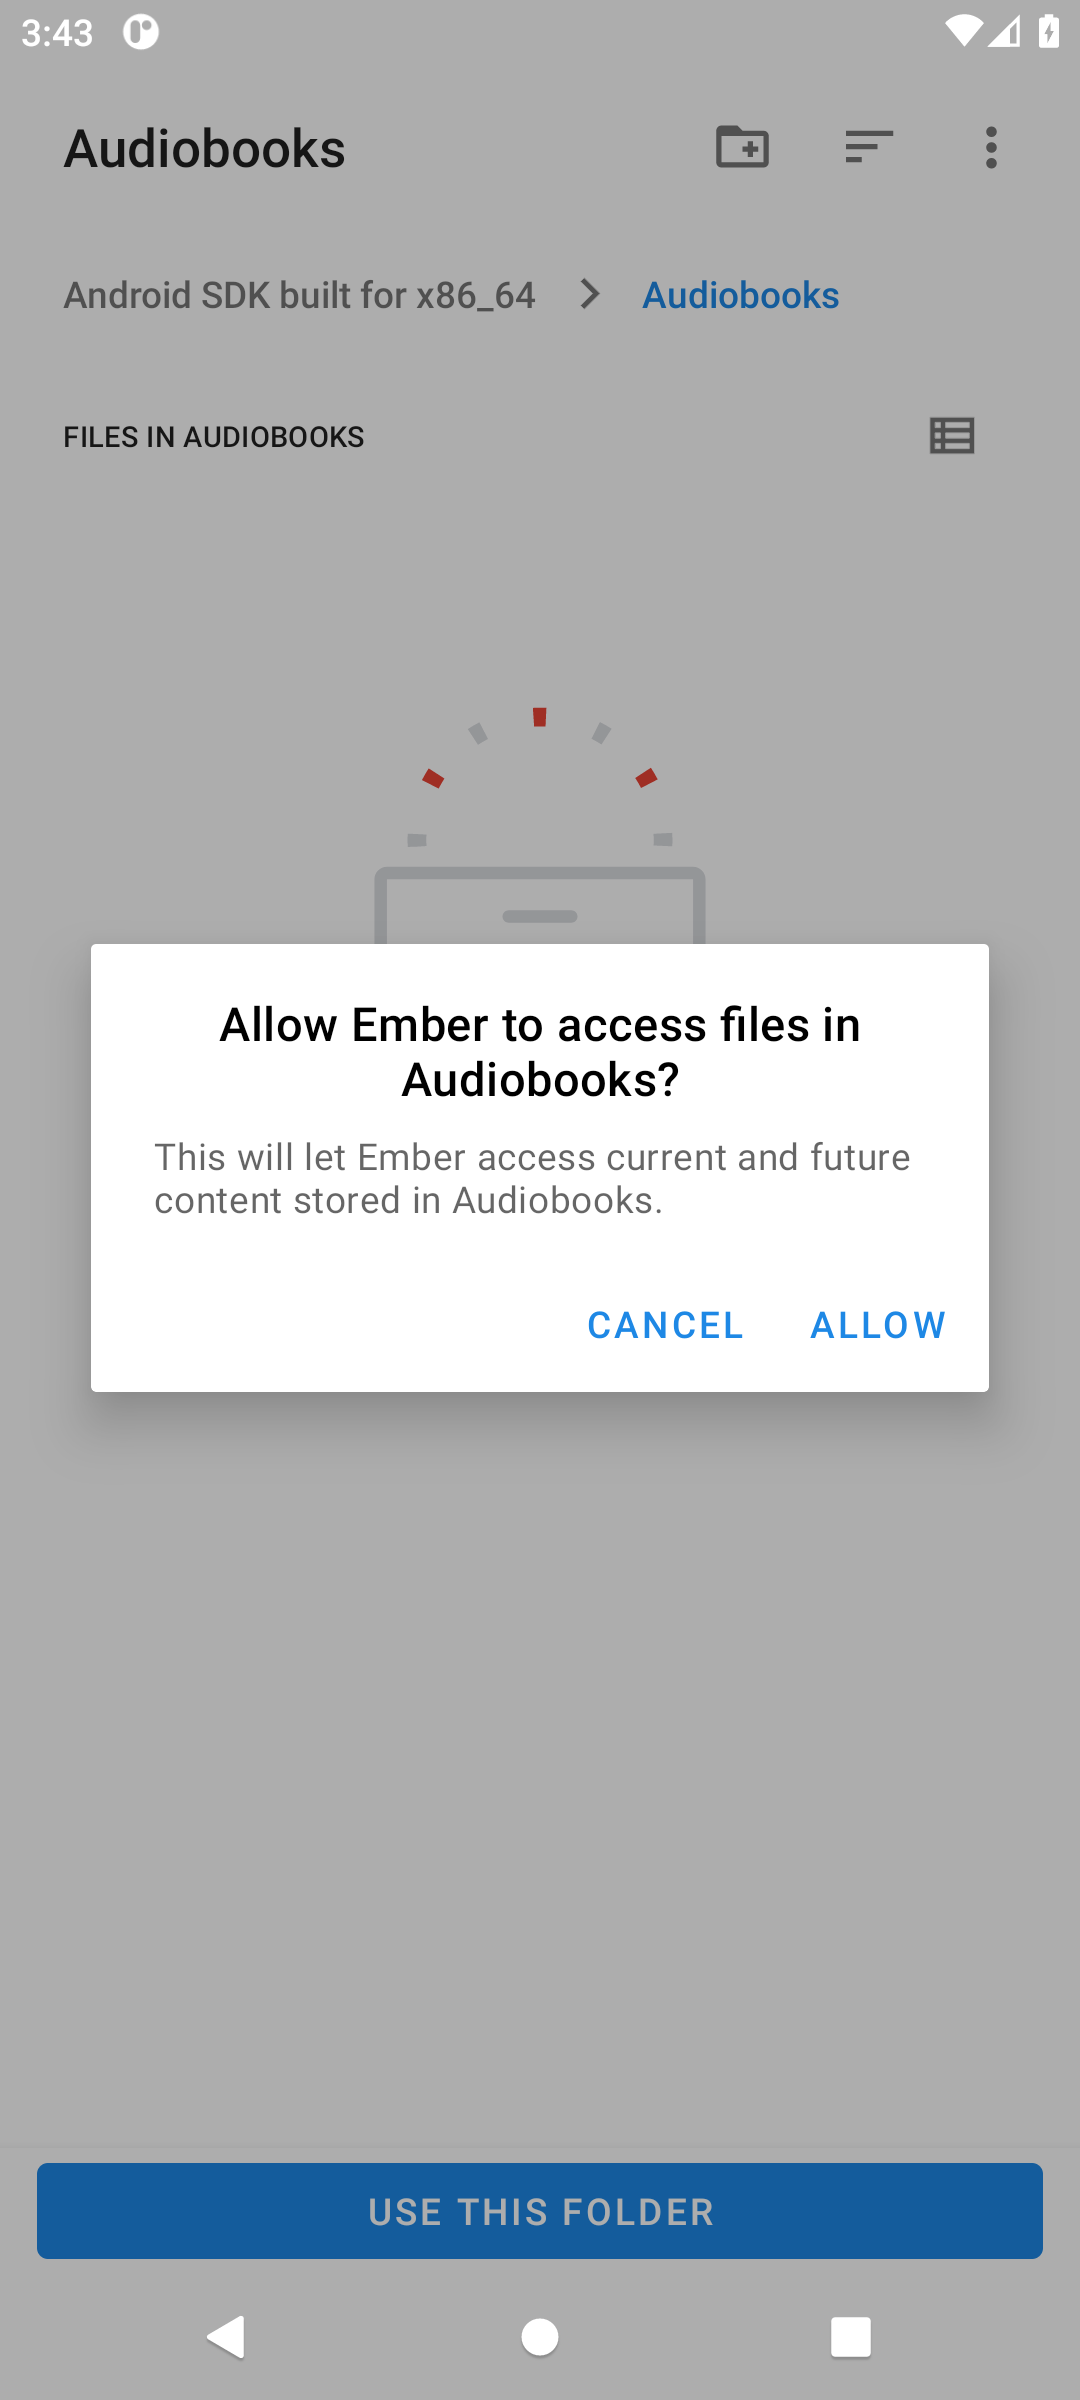 3:43
Audiobooks
Android SDK built for x86_64 Audiobooks
FILES IN AUDIOBOOKS
Allow Ember to access files in
Audiobooks?
This will let Ember access current and future
content stored in Audiobooks.
CANCEL ALLOW
USE THIS FOLDER